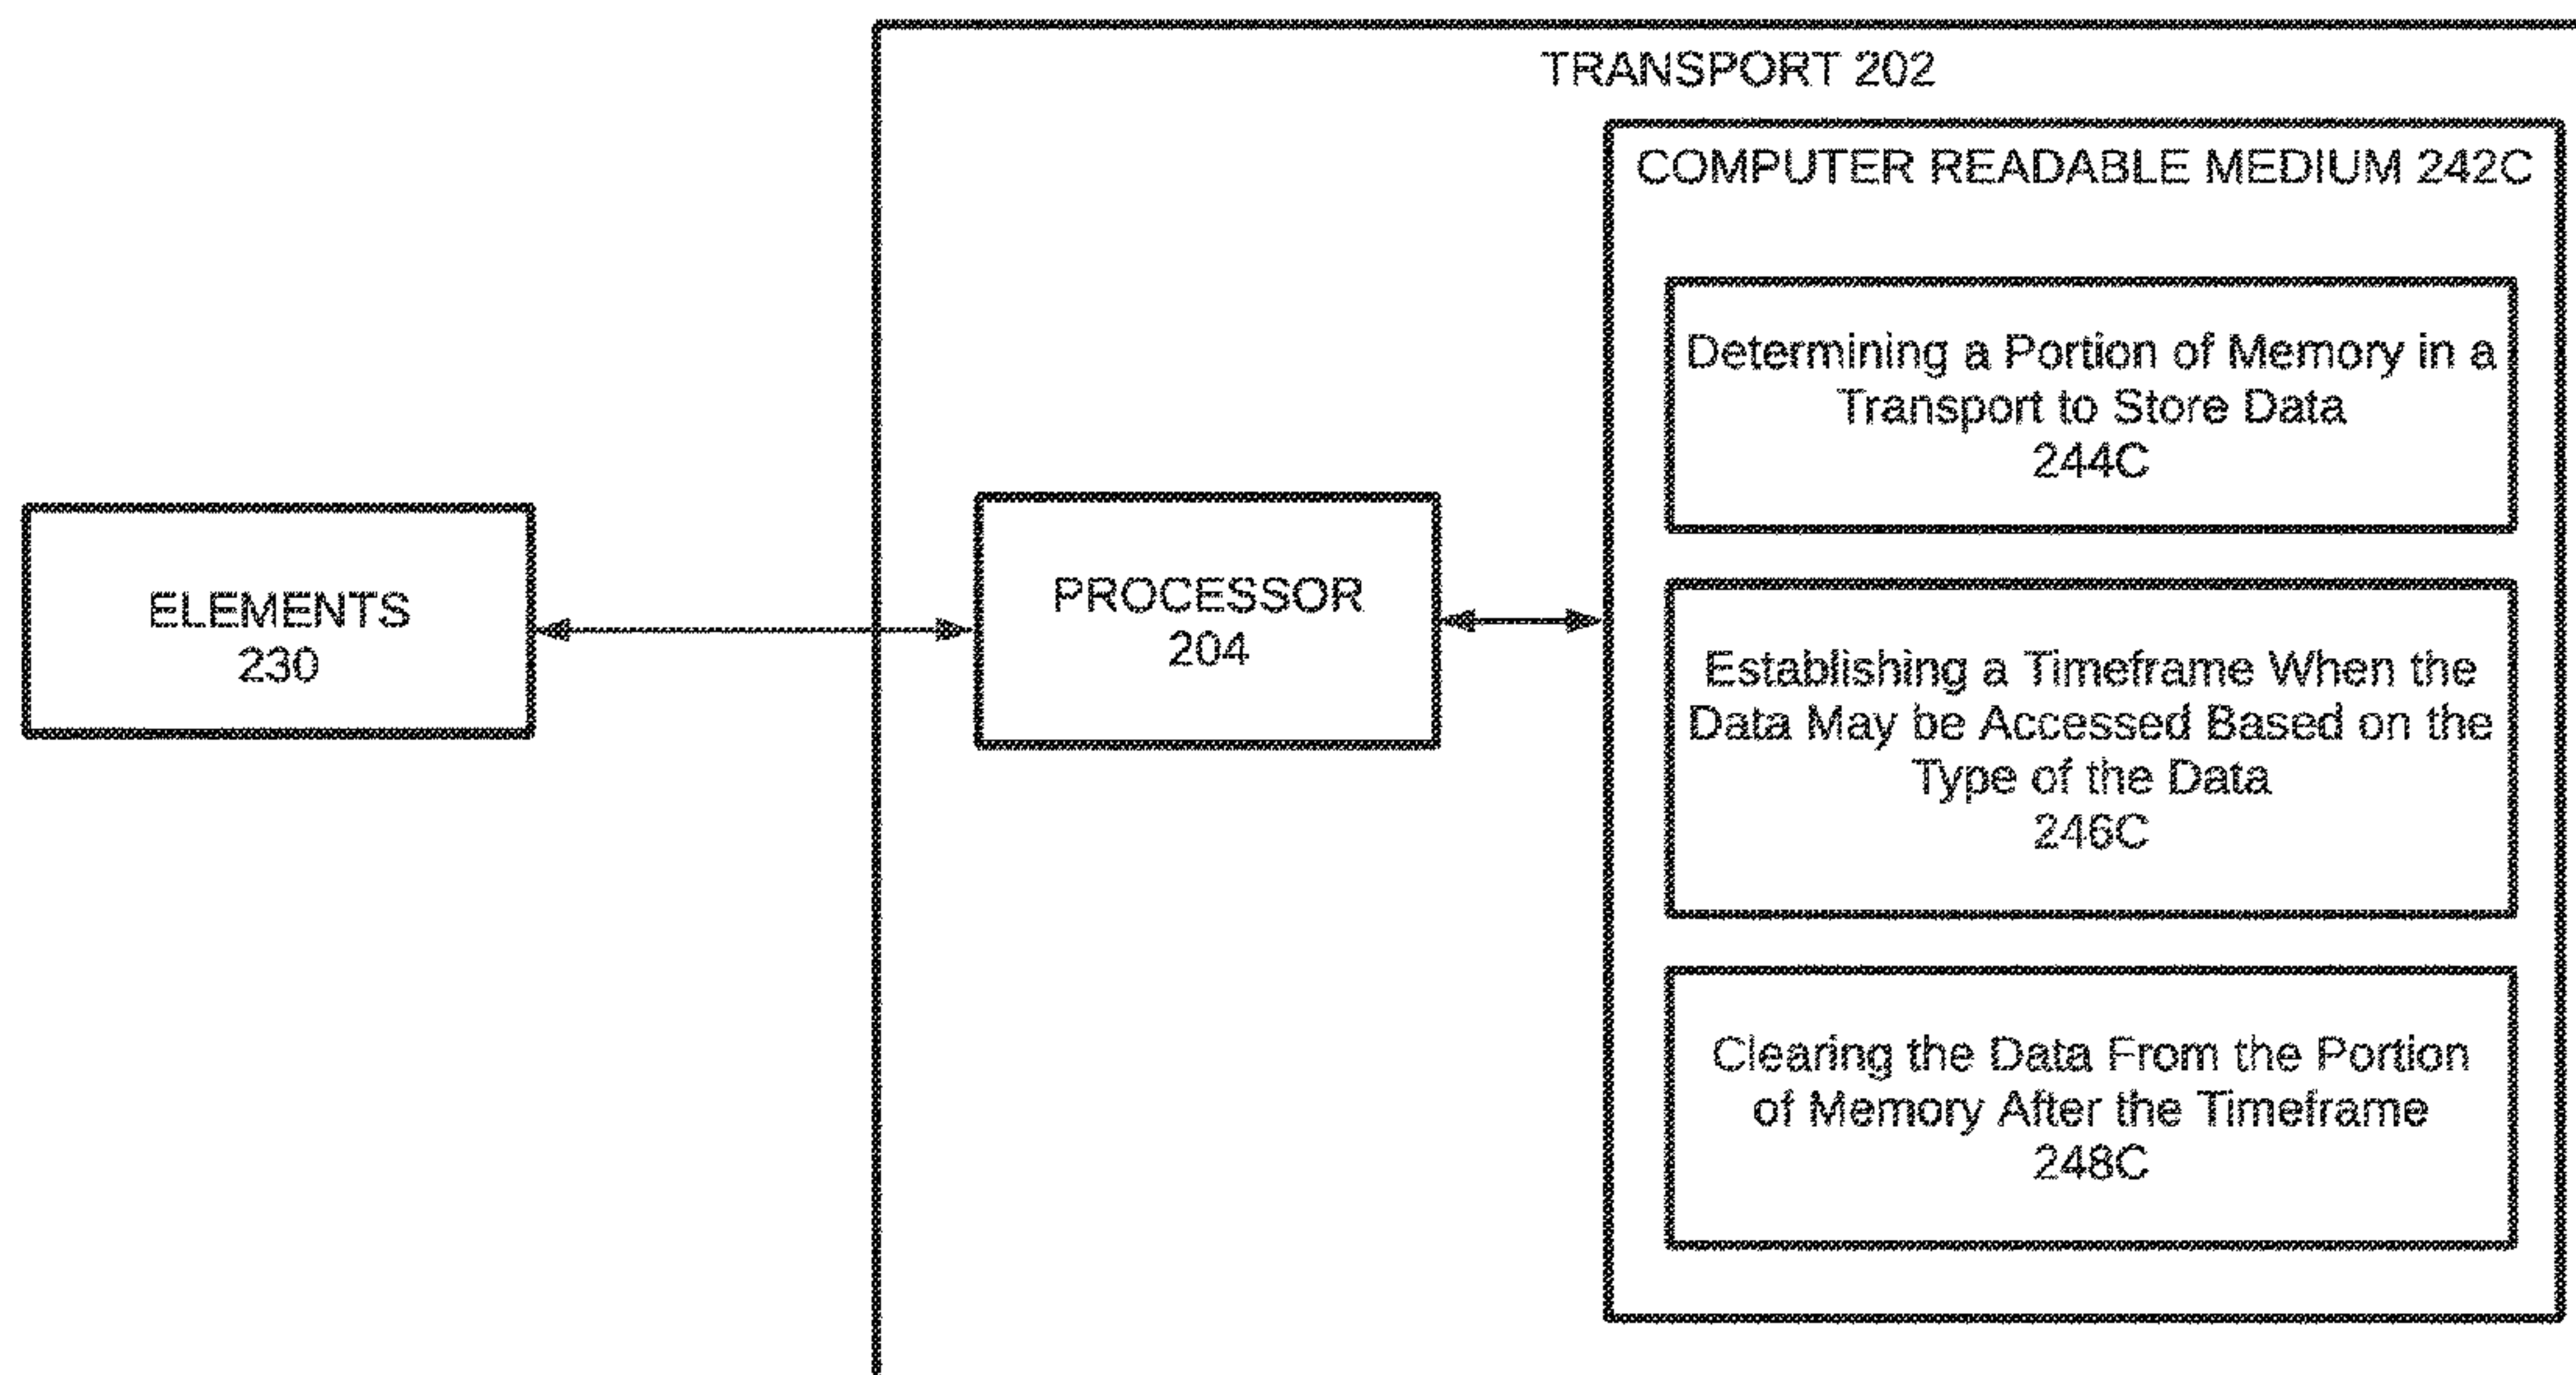 TRANSPORT 202
COMPUTER READABLE MEDIUM 242C
Determining a Portion of Memory in a
Transport to Store Data
244C
ELEMENTS
230
PROCESSOR
204
Establishing a Timeframe When the
Data May be Accessed Based on the
Type of the Data
246C
Clearing the Data From the Portion
of Memory After the Timeframe
248C